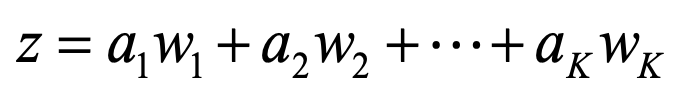 z = a₁w₁ + a₂w₂ + ⋯ + a_K w_K